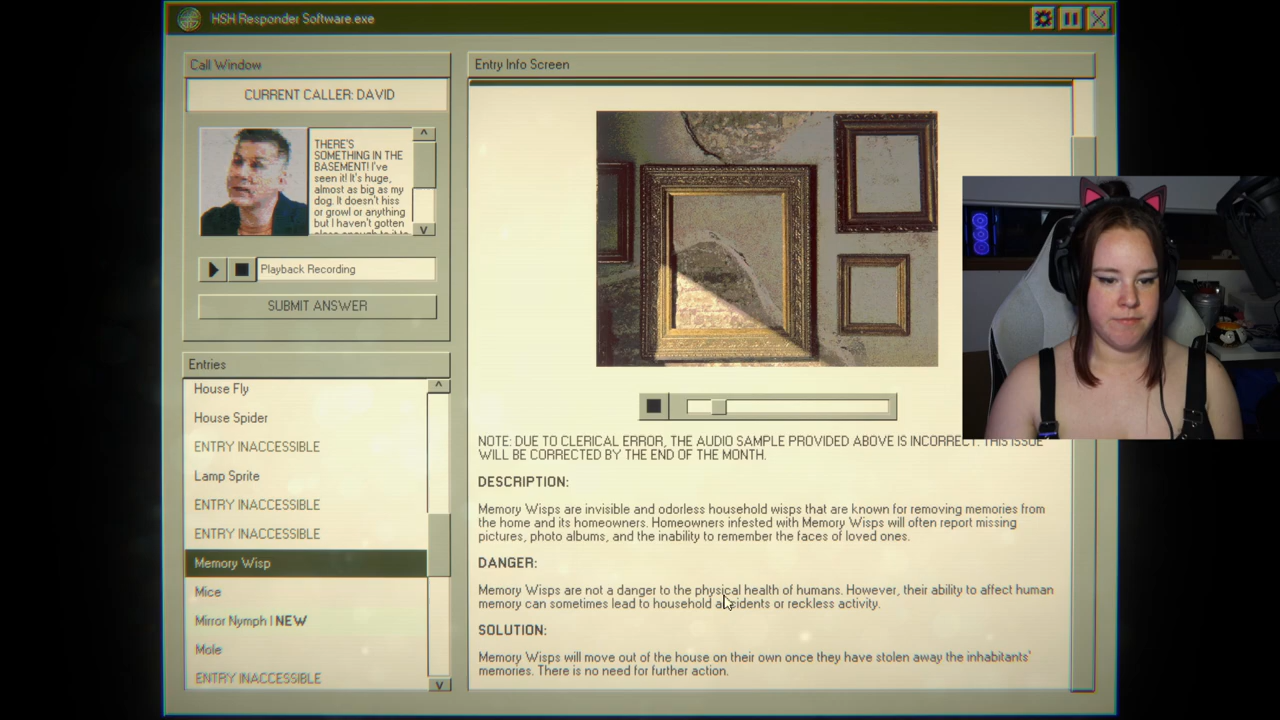 HSH Responder Software.exe
Call Window
CURRENT CALLER: DAVID
THERE'S
SOMETHING IN THE
BASEMENT! I've
seen it! It's huge,
almost as big as my
dog. It doesn't hiss
or growl or anything
but I haven't gotten
Playback Recording
SUBMIT ANSWER
Entries
House Fly
House Spider
ENTRY INACCESSIBLE
Lamp Sprite
ENTRY INACCESSIBLE
ENTRY INACCESSIBLE
Memory Wisp
Mice
Mirror Nymph | NEW
Mole
ENTRY INACCESSIBLE
Entry Info Screen
NOTE: DUE TO CLERICAL ERROR, THE AUDIO SAMPLE PROVIDED ABOVE IS INCORRECT. THIS ISSUE
WILL BE CORRECTED BY THE END OF THE MONTH.
DESCRIPTION:
Memory Wisps are invisible and odorless household wisps that are known for removing memories from
the home and its homeowners. Homeowners infested with Memory Wisps will often report missing
pictures, photo albums, and the inability to remember the faces of loved ones.
DANGER:
Memory Wisps are not a danger to the physical health of humans. However, their ability to affect human
memory can sometimes lead to household accidents or reckless activity.
SOLUTION:
Memory Wisps will move out of the house on their own once they have stolen away the inhabitants'
memories. There is no need for further action.